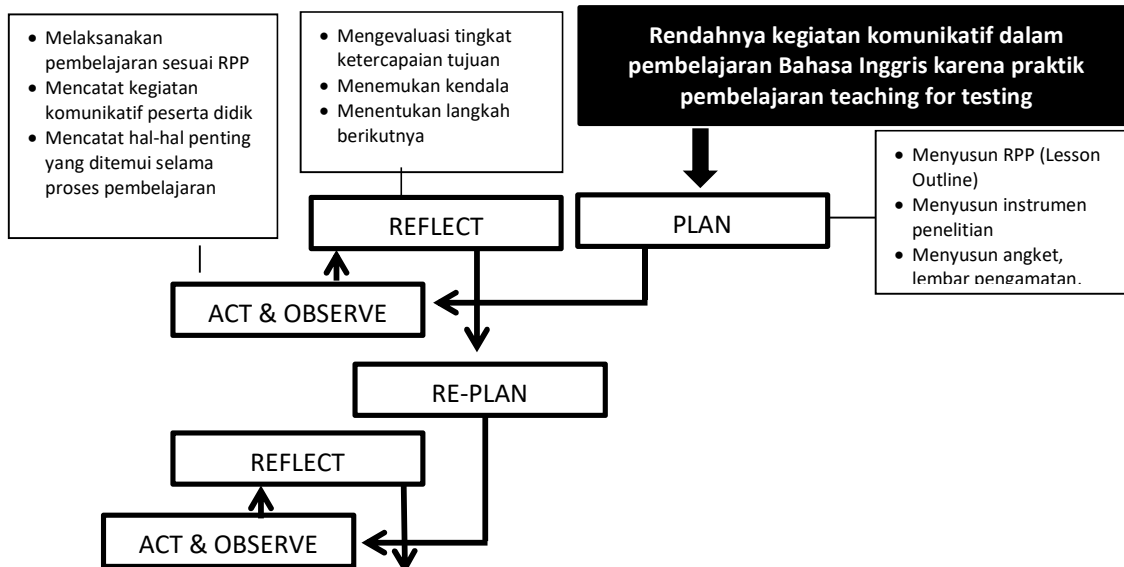 • Melaksanakan
pembelajaran sesuai RPP
• Mencatat kegiatan
komunikatif peserta didik
• Mencatat hal-hal penting
yang ditemui selama
proses pembelajaran
• Mengevaluasi tingkat
ketercapaian tujuan
• Menemukan kendala
• Menentukan langkah
berikutnya
Rendahnya kegiatan komunikatif dalam
pembelajaran Bahasa Inggris karena praktik
pembelajaran teaching for testing
• Menyusun RPP (Lesson
Outline)
• Menyusun instrumen
penelitian
• Menyusun angket,
lembar pengamatan.
REFLECT
PLAN
ACT & OBSERVE
RE-PLAN
REFLECT
ACT & OBSERVE